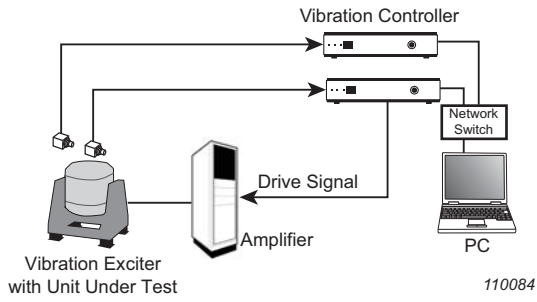 Vibration Controller
Network
Switch
Drive Signal
Amplifier
PC
Vibration Exciter
with Unit Under Test
110084